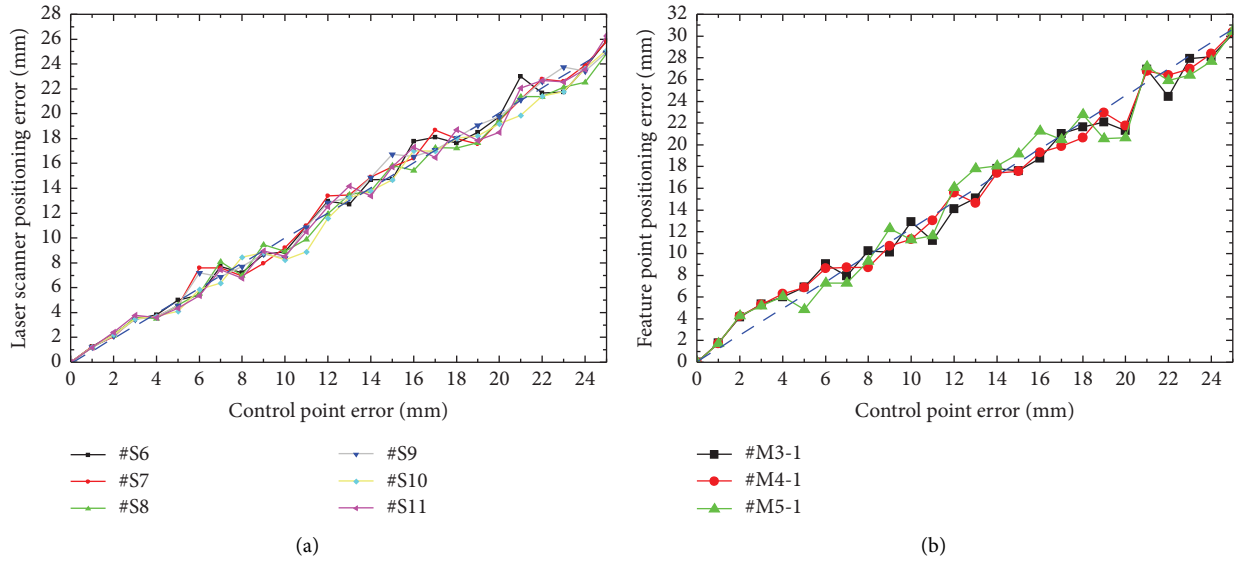 28
26
24
22
20
18
16
14
12
10
8
6
4
2
0
Laser scanner positioning error (mm)
0 2 4 6 8 10 12 14 16 18 20 22 24
Control point error (mm)
#S6
#S7
#S8
#S9
#S10
#S11
(a)
32
30
28
26
24
22
20
18
16
14
12
10
8
6
4
2
0
Feature point positioning error (mm)
0 2 4 6 8 10 12 14 16 18 20 22 24
Control point error (mm)
#M3-1
#M4-1
#M5-1
(b)